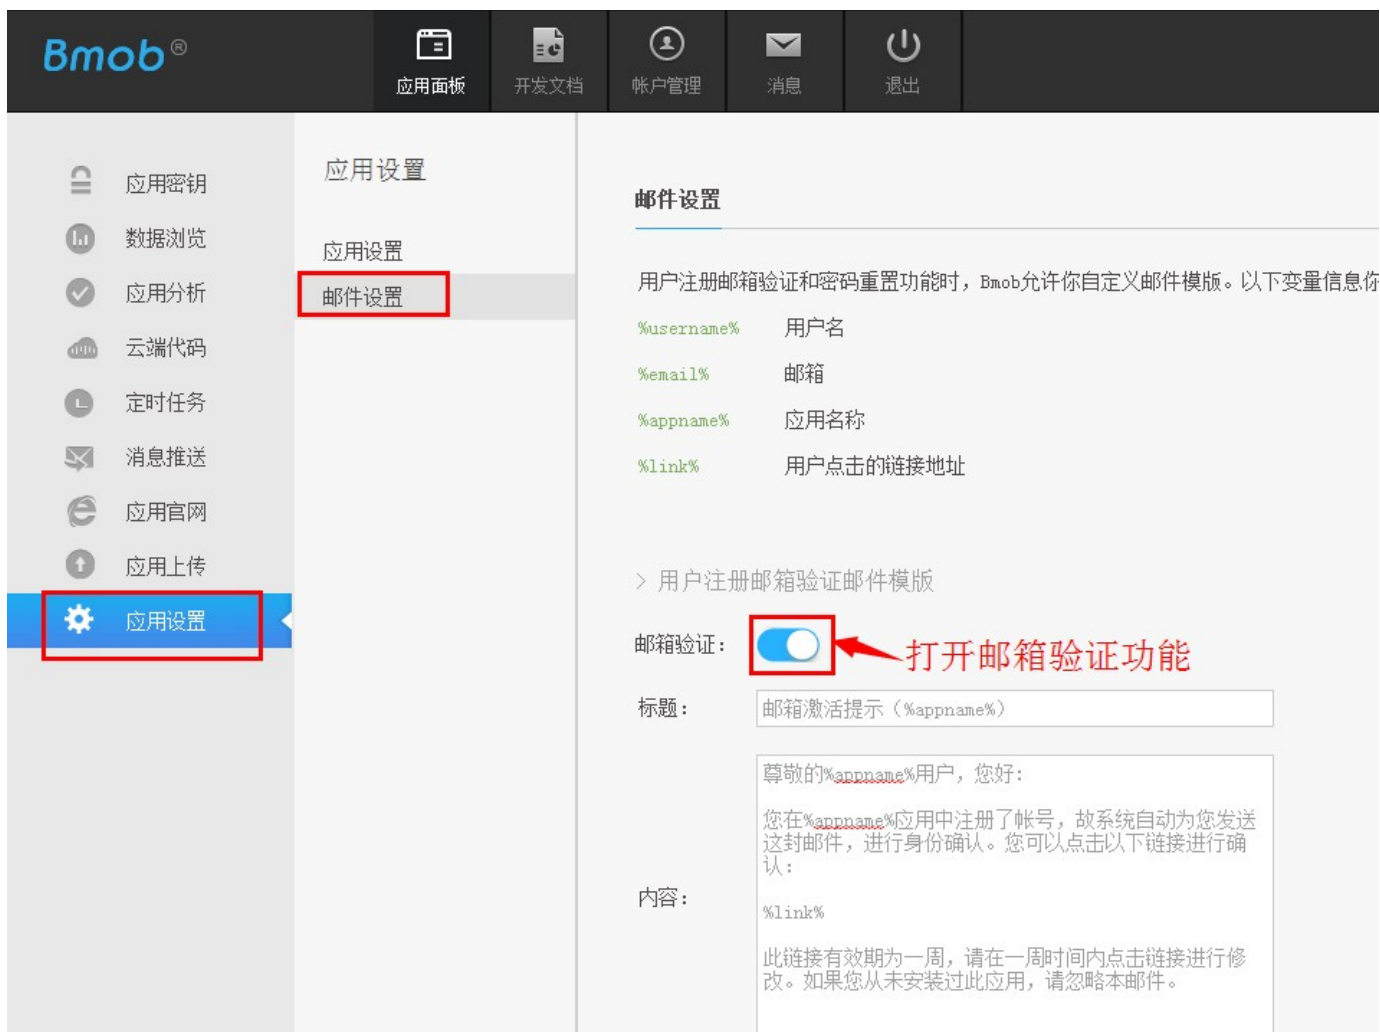 Bmob®
应用面板
开发文档
帐户管理
消息
退出
应用密钥
数据浏览
应用分析
云端代码
定时任务
消息推送
应用官网
应用上传
应用设置
应用设置
应用设置
邮件设置
邮件设置
用户注册邮箱验证和密码重置功能时，Bmob允许你自定义邮件模版。以下变量信息你
%username% 用户名
%email% 邮箱
%appname% 应用名称
%link% 用户点击的链接地址
> 用户注册邮箱验证邮件模版
邮箱验证：
打开邮箱验证功能
标题：
邮箱激活提示（%appname%）
内容：
尊敬的%appname%用户，您好：
您在%appname%应用中注册了帐号，故系统自动为您发送
这封邮件，进行身份确认。您可以点击以下链接进行确
认：
%link%
此链接有效期为一周，请在一周时间内点击链接进行修
改。如果您从未安装过此应用，请忽略本邮件。